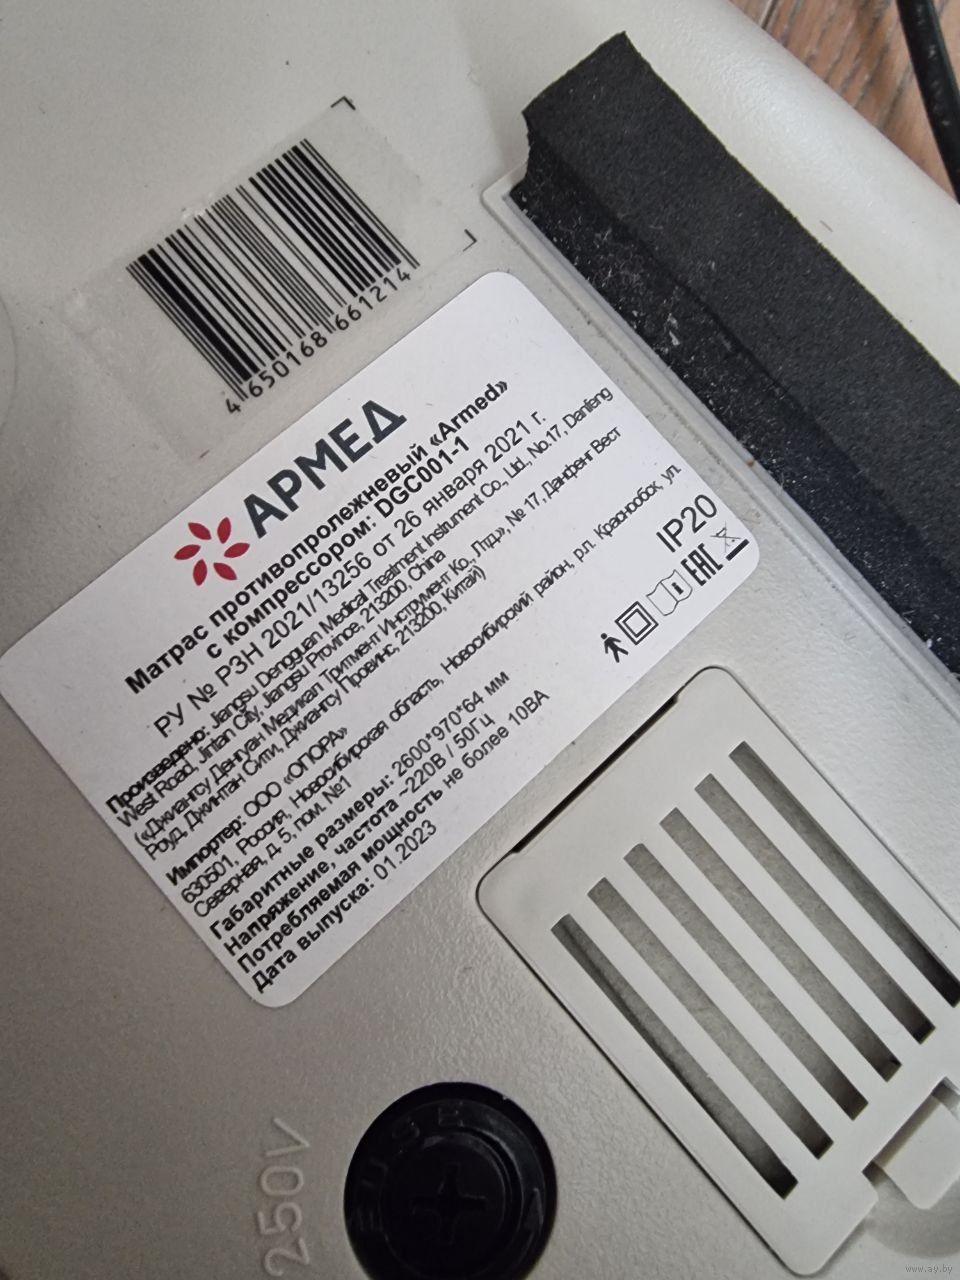 4 650168 661214
АРМЕД
Матрас противопролежневый «Armed»
с компрессором: DGC001-1
РУ № РЗН 2021/13256 от 26 января 2021 г.
Произведено: Jiangsu Dengguan Medical Treatment Instrument Co., Ltd., No.17, Danfeng
West Road, Jintan City, Jiangsu Province, 213200, China
(«Джиангсу Денгуан Медикал Тритмент Инструмент Ко., Лтд.», № 17, Данфенг Вест
Роуд, Джинтан Сити, Джиангсу Провинс, 213200, Китай)
Импортер: ООО «ОПОРА»
630501, Россия, Новосибирская область, Новосибирский район, р.п. Краснообск, ул.
Северная, д. 5, пом. №1
Габаритные размеры: 2600*970*64 мм
Напряжение, частота ~220В / 50Гц
Потребляемая мощность не более 10ВА
Дата выпуска: 01.2023
IP20
EAC
250V
FUSE
www.ay.by